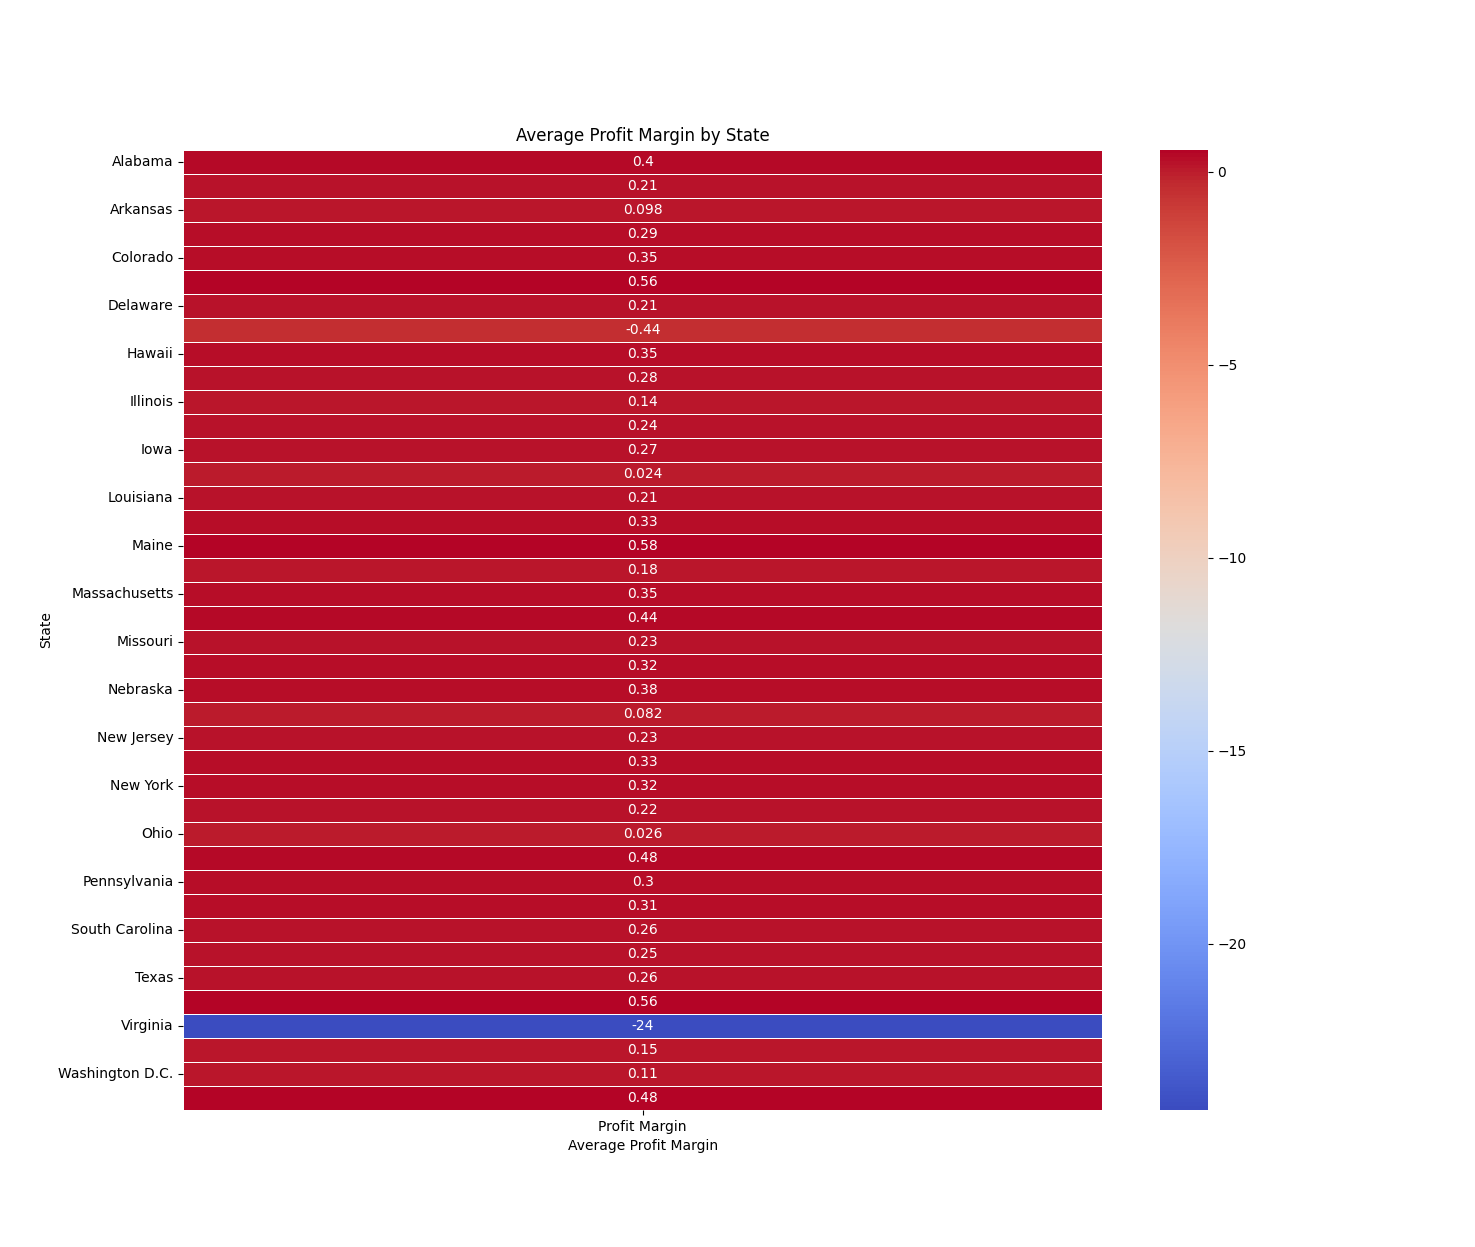 Average Profit Margin by State
Alabama 0.4 0
0.21
Arkansas 0.098
0.29
Colorado 0.35
0.56
Delaware 0.21
-0.44
Hawaii 0.35 −5
0.28
Illinois 0.14
0.24
Iowa 0.27
0.024
Louisiana 0.21
0.33
Maine 0.58 −10
0.18
Massachusetts 0.35
0.44
State
Missouri 0.23
0.32
Nebraska 0.38
0.082
New Jersey 0.23 −15
0.33
New York 0.32
0.22
Ohio 0.026
0.48
Pennsylvania 0.3
0.31
South Carolina 0.26 −20
0.25
Texas 0.26
0.56
Virginia -24
0.15
Washington D.C. 0.11
0.48
Profit Margin
Average Profit Margin